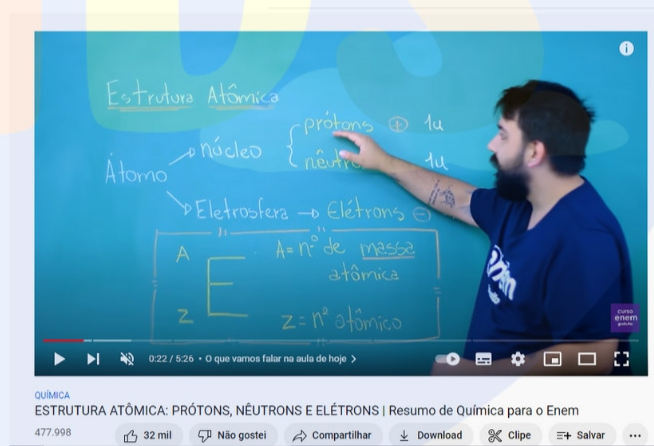 Estrutura Atômica
Átomo
núcleo
prótons + 1u
nêutro 1u
Eletrosfera → Elétrons -
A
E
Z
A = nº de massa
atômica
Z = nº atômico
curso
enem
gratuito
0:22 / 5:26 • O que vamos falar na aula de hoje >
QUÍMICA
ESTRUTURA ATÔMICA: PRÓTONS, NÊUTRONS E ELÉTRONS | Resumo de Química para o Enem
477.998
32 mil
Não gostei
Compartilhar
Download
Clipe
Salvar